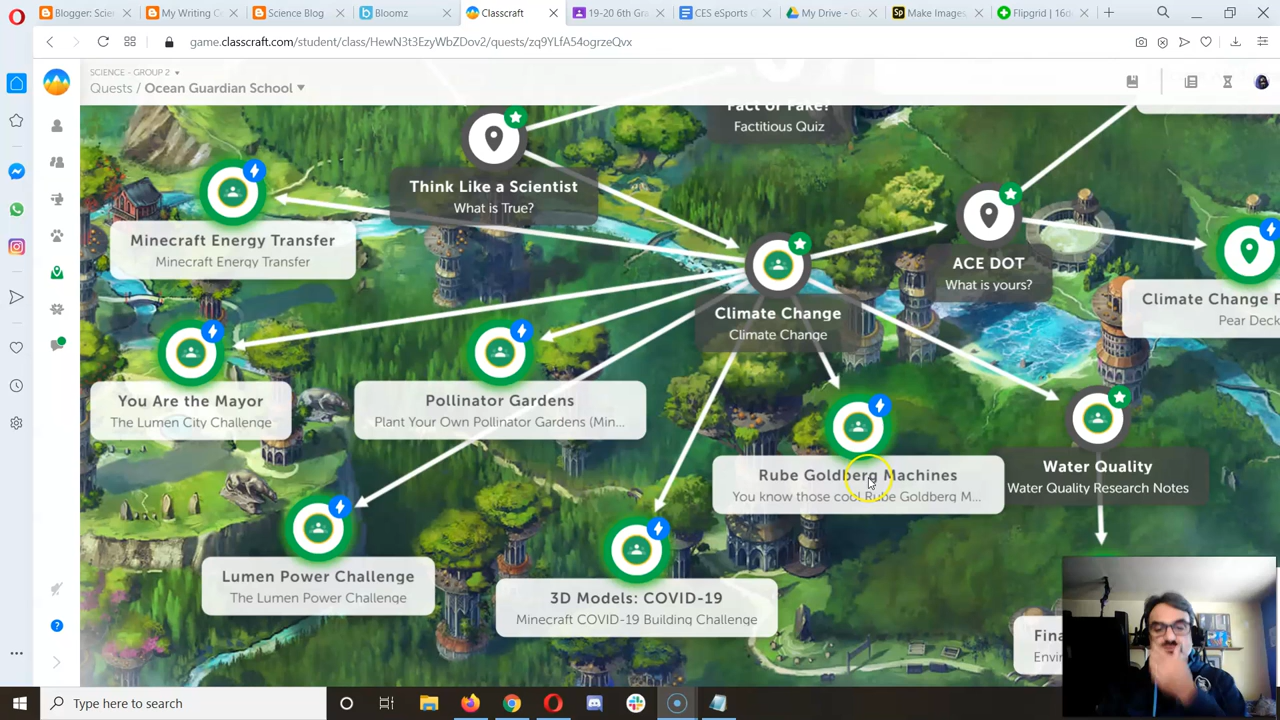 Blogger: Scie
My Writing C
Science Blog
Bloomz
Classcraft
19-20 6th Gra
CES eSports C
My Drive - Go
Sp Make Images
Flipgrid | 16
game.classcraft.com/student/class/HewN3t3EzyWbZDov2/quests/zq9YLfA54ogrzeQvx
SCIENCE - GROUP 2
Quests / Ocean Guardian School
Fact or Fake?
Factitious Quiz
Think Like a Scientist
What is True?
Minecraft Energy Transfer
Minecraft Energy Transfer
ACE DOT
What is yours?
Climate Change P
Pear Deck
Climate Change
Climate Change
You Are the Mayor
The Lumen City Challenge
Pollinator Gardens
Plant Your Own Pollinator Gardens (Min...
Rube Goldberg Machines
You know those cool Rube Goldberg M...
Water Quality
Water Quality Research Notes
Lumen Power Challenge
The Lumen Power Challenge
3D Models: COVID-19
Minecraft COVID-19 Building Challenge
Fina
Envir
Type here to search